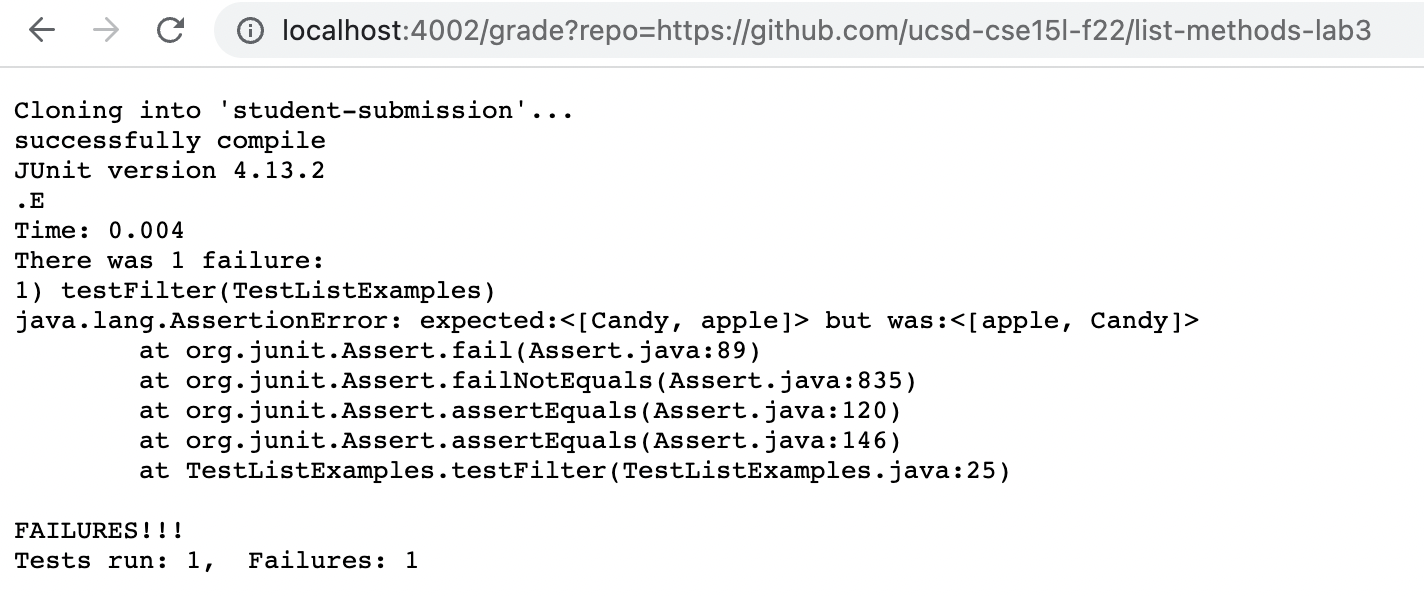 localhost:4002/grade?repo=https://github.com/ucsd-cse15l-f22/list-methods-lab3
Cloning into 'student-submission'...
successfully compile
JUnit version 4.13.2
.E
Time: 0.004
There was 1 failure:
1) testFilter(TestListExamples)
java.lang.AssertionError: expected:<[Candy, apple]> but was:<[apple, Candy]>
        at org.junit.Assert.fail(Assert.java:89)
        at org.junit.Assert.failNotEquals(Assert.java:835)
        at org.junit.Assert.assertEquals(Assert.java:120)
        at org.junit.Assert.assertEquals(Assert.java:146)
        at TestListExamples.testFilter(TestListExamples.java:25)
FAILURES!!!
Tests run: 1,  Failures: 1